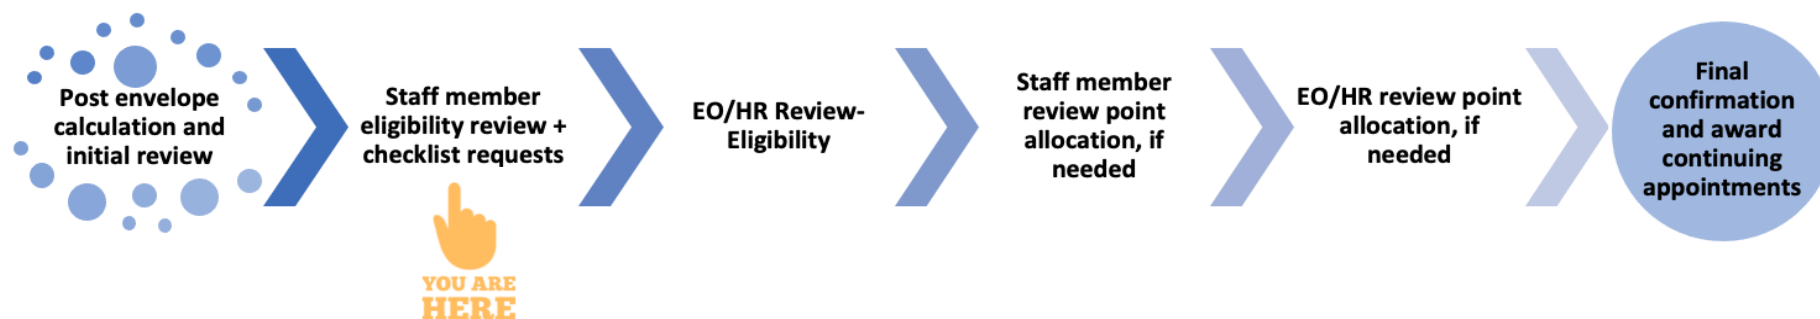 Post envelope
calculation and
initial review
Staff member
eligibility review +
checklist requests
YOU ARE
HERE
EO/HR Review-
Eligibility
Staff member
review point
allocation, if
needed
EO/HR review point
allocation, if
needed
Final
confirmation
and award
continuing
appointments